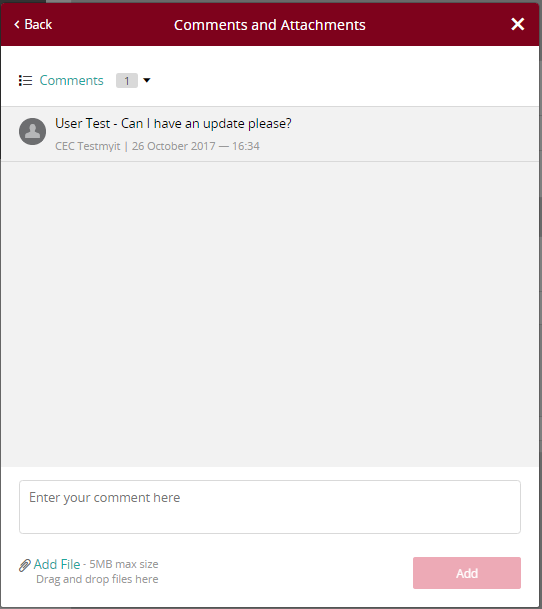 Back
Comments and Attachments
Comments 1
User Test - Can I have an update please?
CEC Testmyit | 26 October 2017 — 16:34
Enter your comment here
Add File - 5MB max size
Drag and drop files here
Add